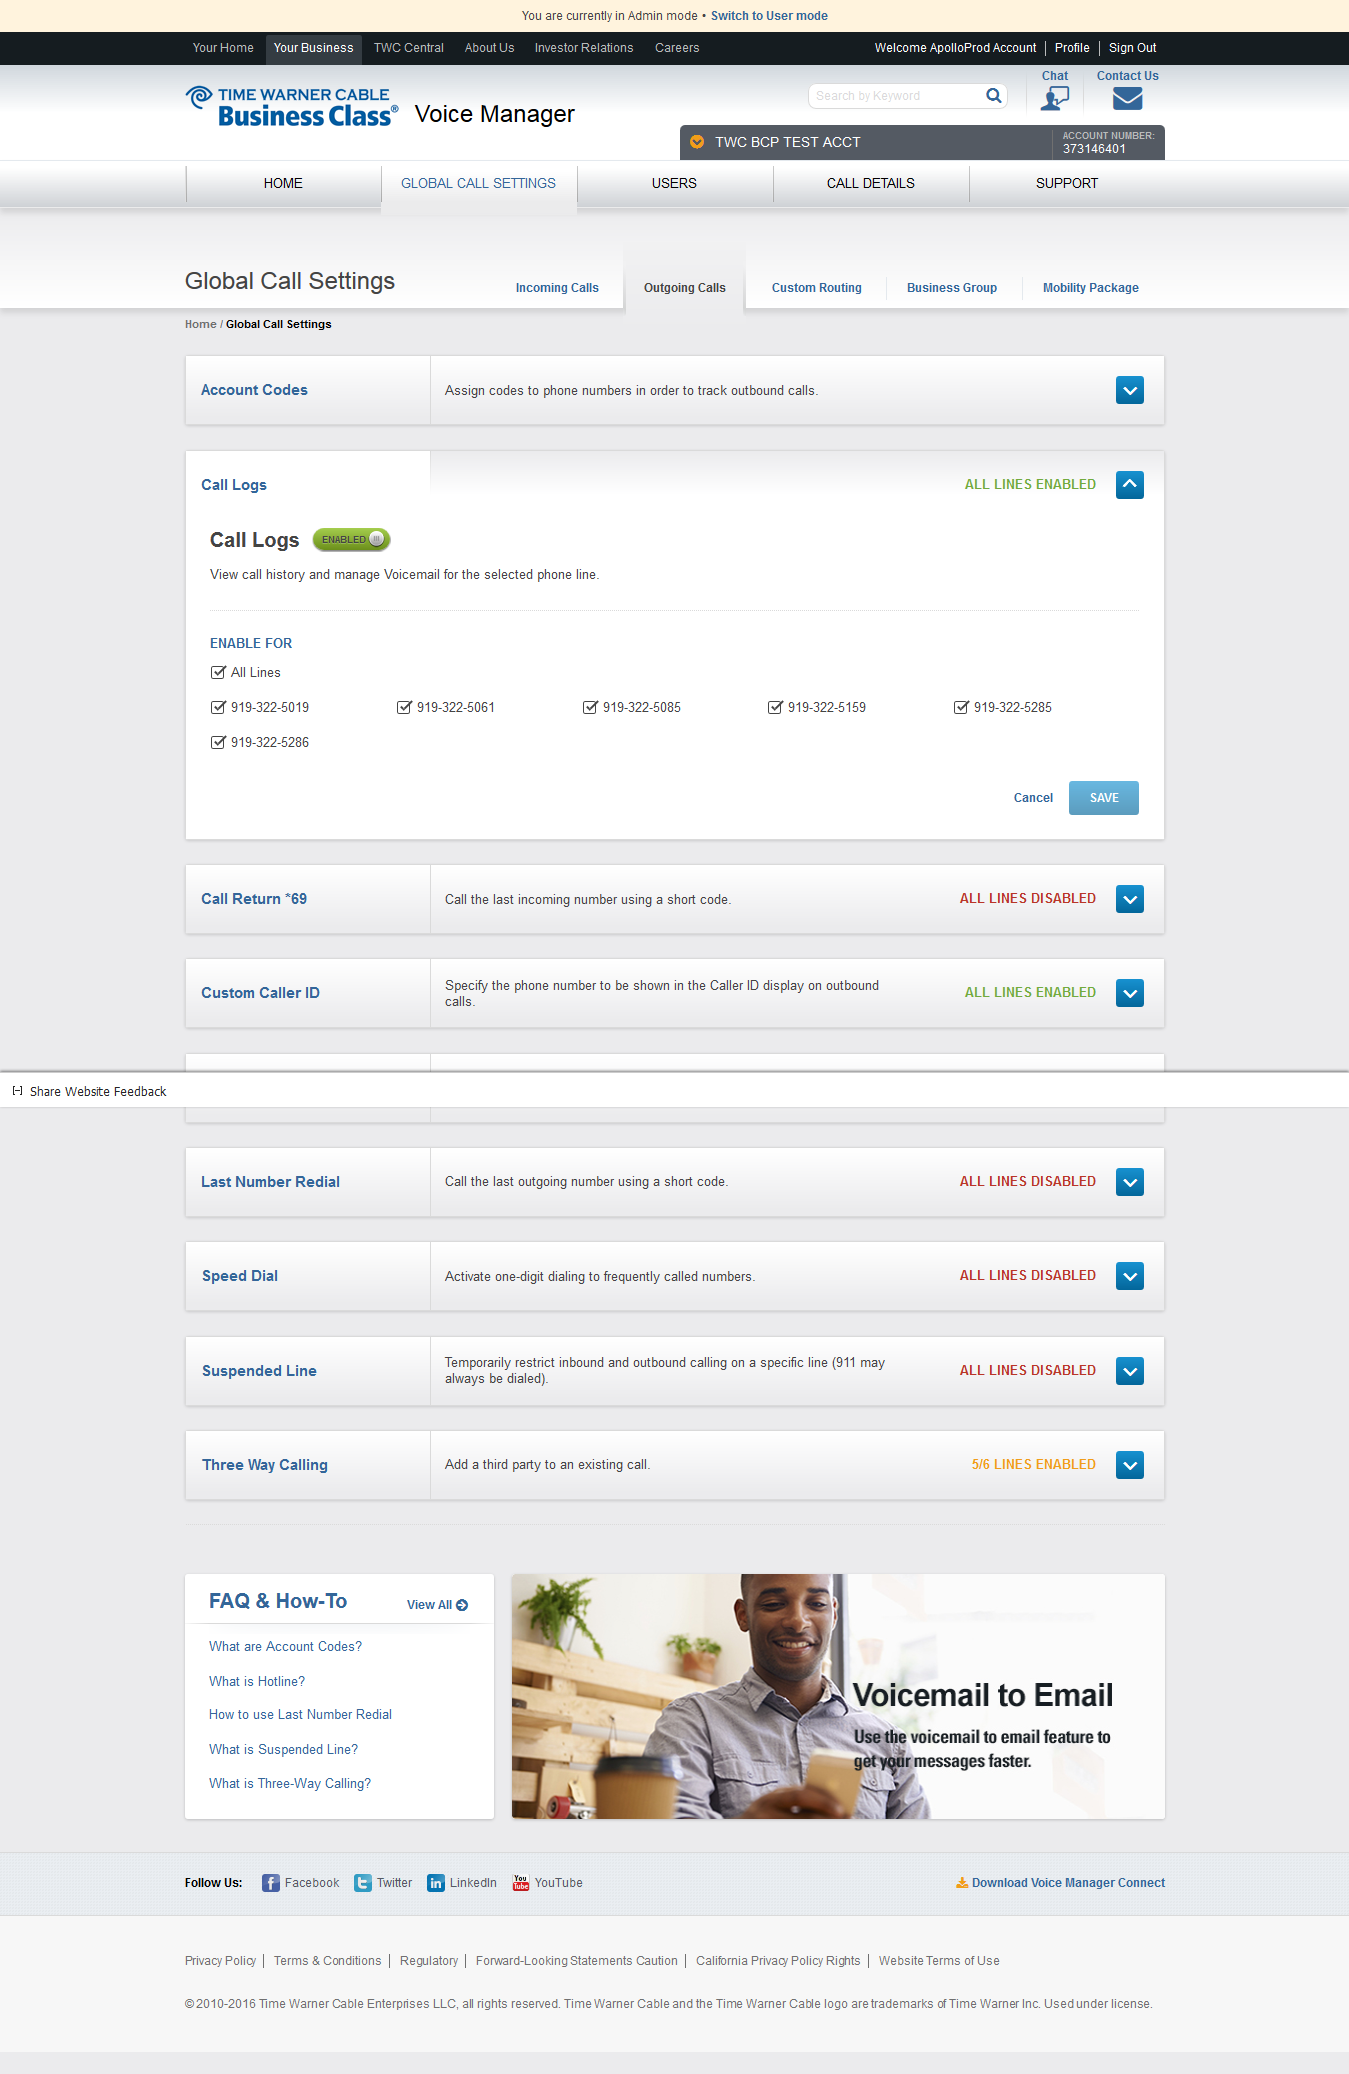 You are currently in Admin mode • Switch to User mode
Your Home Your Business TWC Central About Us Investor Relations Careers Welcome ApolloProd Account Profile Sign Out
Chat Contact Us
TIME WARNER CABLE
Business Class® Voice Manager
Search by Keyword
TWC BCP TEST ACCT
ACCOUNT NUMBER:
373146401
HOME GLOBAL CALL SETTINGS USERS CALL DETAILS SUPPORT
Global Call Settings
Incoming Calls Outgoing Calls Custom Routing Business Group Mobility Package
Home / Global Call Settings
Account Codes Assign codes to phone numbers in order to track outbound calls.
Call Logs ALL LINES ENABLED
Call Logs ENABLED
View call history and manage Voicemail for the selected phone line.
ENABLE FOR
All Lines
919-322-5019 919-322-5061 919-322-5085 919-322-5159 919-322-5285
919-322-5286
Cancel SAVE
Call Return *69 Call the last incoming number using a short code. ALL LINES DISABLED
Custom Caller ID Specify the phone number to be shown in the Caller ID display on outbound
calls. ALL LINES ENABLED
[-] Share Website Feedback
Last Number Redial Call the last outgoing number using a short code. ALL LINES DISABLED
Speed Dial Activate one-digit dialing to frequently called numbers. ALL LINES DISABLED
Suspended Line Temporarily restrict inbound and outbound calling on a specific line (911 may
always be dialed). ALL LINES DISABLED
Three Way Calling Add a third party to an existing call. 5/6 LINES ENABLED
FAQ & How-To View All
What are Account Codes?
What is Hotline?
How to use Last Number Redial
What is Suspended Line?
What is Three-Way Calling?
Voicemail to Email
Use the voicemail to email feature to
get your messages faster.
Follow Us: Facebook Twitter LinkedIn YouTube Download Voice Manager Connect
Privacy Policy Terms & Conditions Regulatory Forward-Looking Statements Caution California Privacy Policy Rights Website Terms of Use
© 2010-2016 Time Warner Cable Enterprises LLC, all rights reserved. Time Warner Cable and the Time Warner Cable logo are trademarks of Time Warner Inc. Used under license.